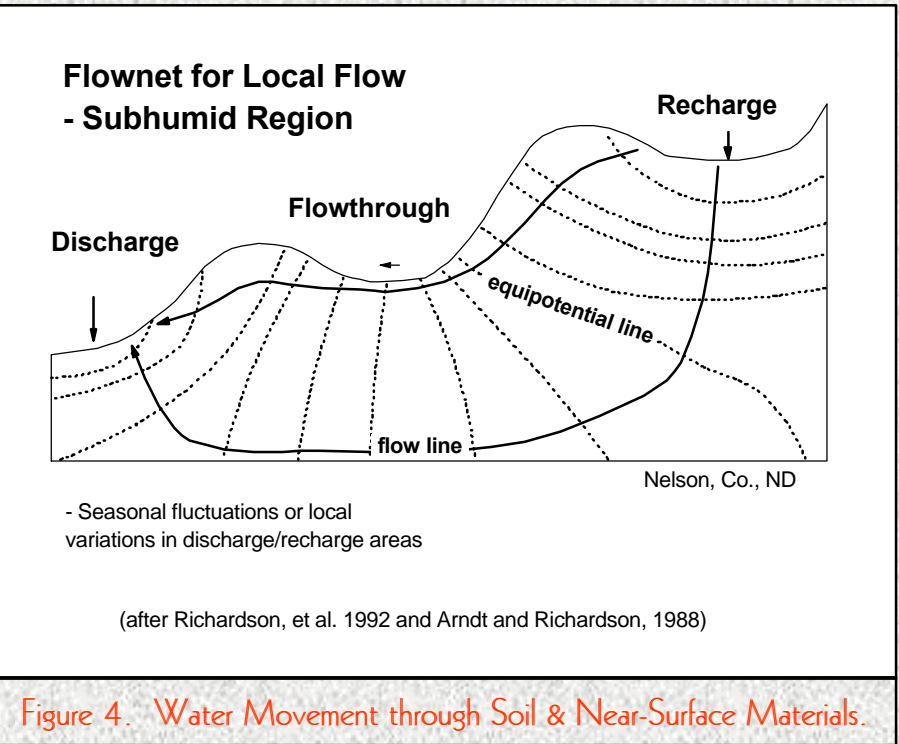 Flownet for Local Flow
- Subhumid Region
Recharge
Flowthrough
Discharge
equipotential line
flow line
Nelson, Co., ND
- Seasonal fluctuations or local
variations in discharge/recharge areas
(after Richardson, et al. 1992 and Arndt and Richardson, 1988)
Figure 4. Water Movement through Soil & Near-Surface Materials.